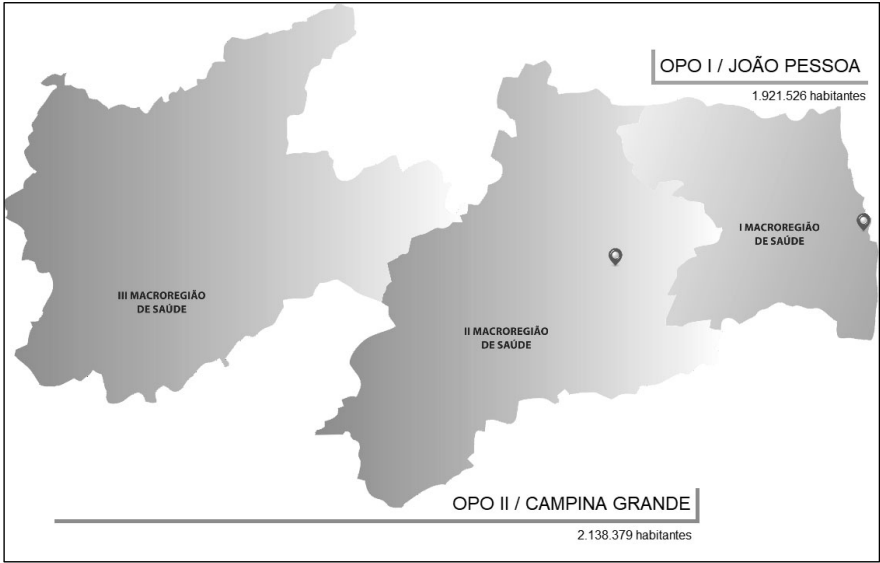 OPO I / JOÃO PESSOA
1.921.526 habitantes
I MACROREGIÃO
DE SAÚDE
III MACROREGIÃO
DE SAÚDE
II MACROREGIÃO
DE SAÚDE
OPO II / CAMPINA GRANDE
2.138.379 habitantes